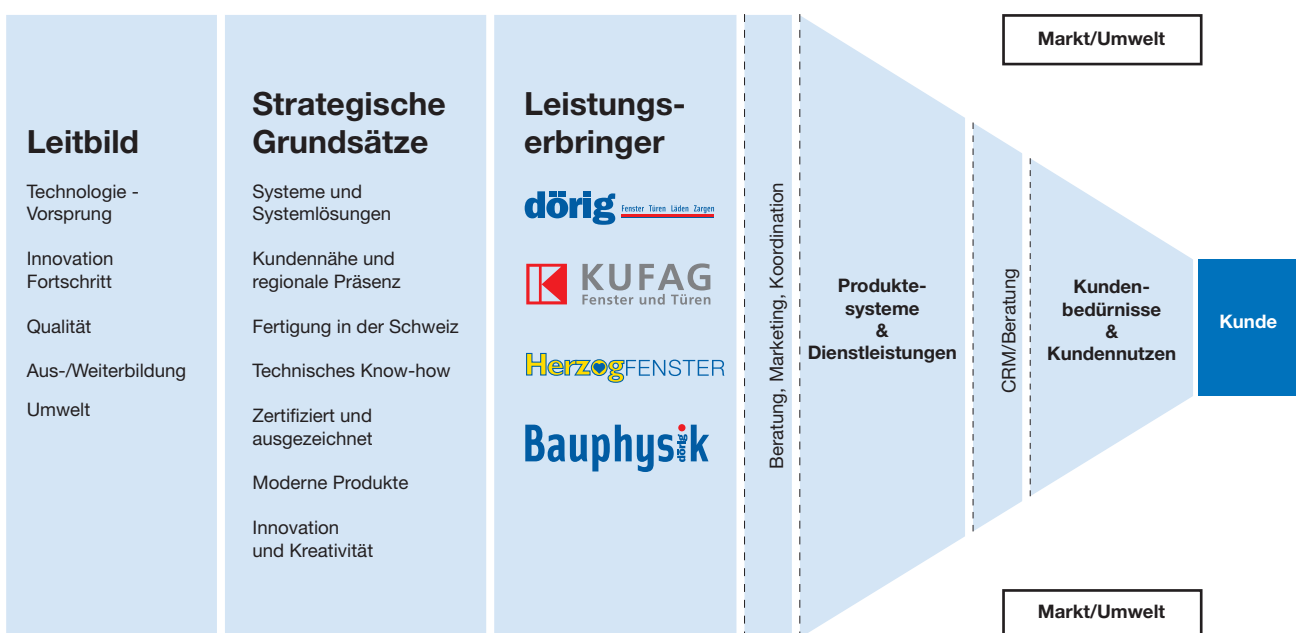 Leitbild
Technologie -
Vorsprung
Innovation
Fortschritt
Qualität
Aus-/Weiterbildung
Umwelt
Strategische
Grundsätze
Systeme und
Systemlösungen
Kundennähe und
regionale Präsenz
Fertigung in der Schweiz
Technisches Know-how
Zertifiziert und
ausgezeichnet
Moderne Produkte
Innovation
und Kreativität
Leistungs-
erbringer
dörig Fenster Türen Läden Zargen
KUFAG
Fenster und Türen
HerzogFENSTER
Bauphysik
dörig
Beratung, Marketing, Koordination
Produkte-
systeme
&
Dienstleistungen
CRM/Beratung
Markt/Umwelt
Kunden-
bedürnisse
&
Kundennutzen
Kunde
Markt/Umwelt